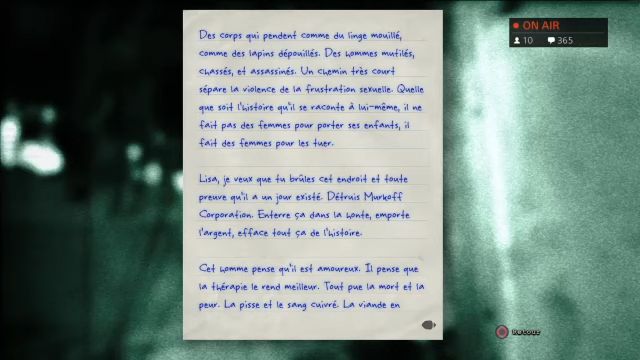 Des corps qui pendent comme du linge mouillé,
comme des lapins dépouillés. Des hommes mutilés,
chassés, et assassinés. Un chemin très court
sépare la violence de la frustration sexuelle. Quelle
que soit l'histoire qu'il se raconte à lui-même, il ne
fait pas des femmes pour porter ses enfants, il
fait des femmes pour les tuer.
Lisa, je veux que tu brûles cet endroit et toute
preuve qu'il a un jour existé. Détruis Murkoff
Corporation. Enterre ça dans la honte, emporte
l'argent, efface tout ça de l'histoire.
Cet homme pense qu'il est amoureux. Il pense que
la thérapie le rend meilleur. Tout pue la mort et la
peur. La pisse et le sang cuivré. La viande en
ON AIR
10 365
Retour